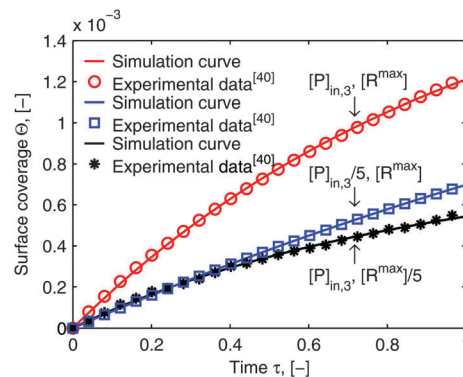 x 10⁻³
1.4
1.2
1
0.8
0.6
0.4
0.2
0
Surface coverage Θ, [-]
Simulation curve
Experimental data[40]
Simulation curve
Experimental data[40]
Simulation curve
Experimental data[40]
[P]in,3, [Rmax]
[P]in,3/5, [Rmax]
[P]in,3, [Rmax]/5
0 0.2 0.4 0.6 0.8 1
Time τ, [-]